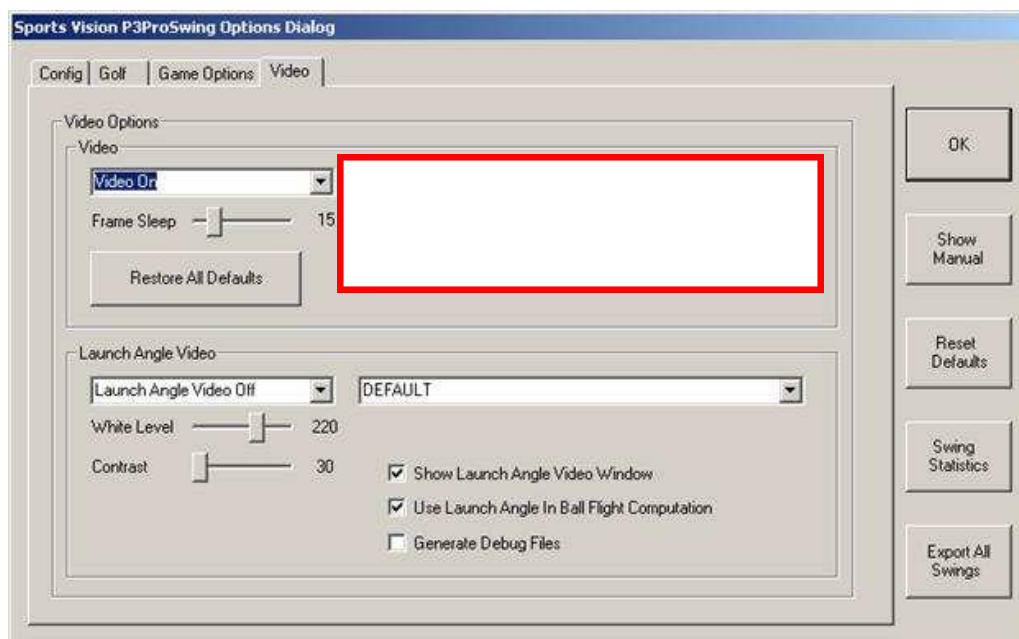 Sports Vision P3ProSwing Options Dialog
Config Golf Game Options Video
Video Options
Video
Video On
Frame Sleep 15
Restore All Defaults
Launch Angle Video
Launch Angle Video Off DEFAULT
White Level 220
Contrast 30
Show Launch Angle Video Window
Use Launch Angle In Ball Flight Computation
Generate Debug Files
OK
Show
Manual
Reset
Defaults
Swing
Statistics
Export All
Swings